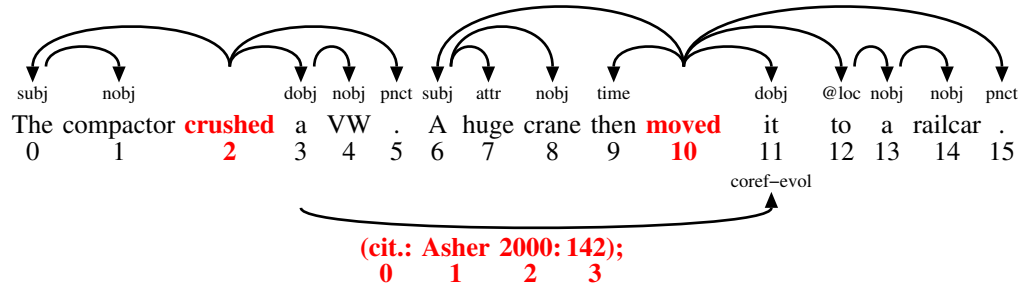 subj nobj dobj nobj pnct subj attr nobj time dobj @loc nobj nobj pnct
The compactor crushed a VW . A huge crane then moved it to a railcar .
0 1 2 3 4 5 6 7 8 9 10 11 12 13 14 15
coref−evol
(cit.: Asher 2000: 142);
0 1 2 3